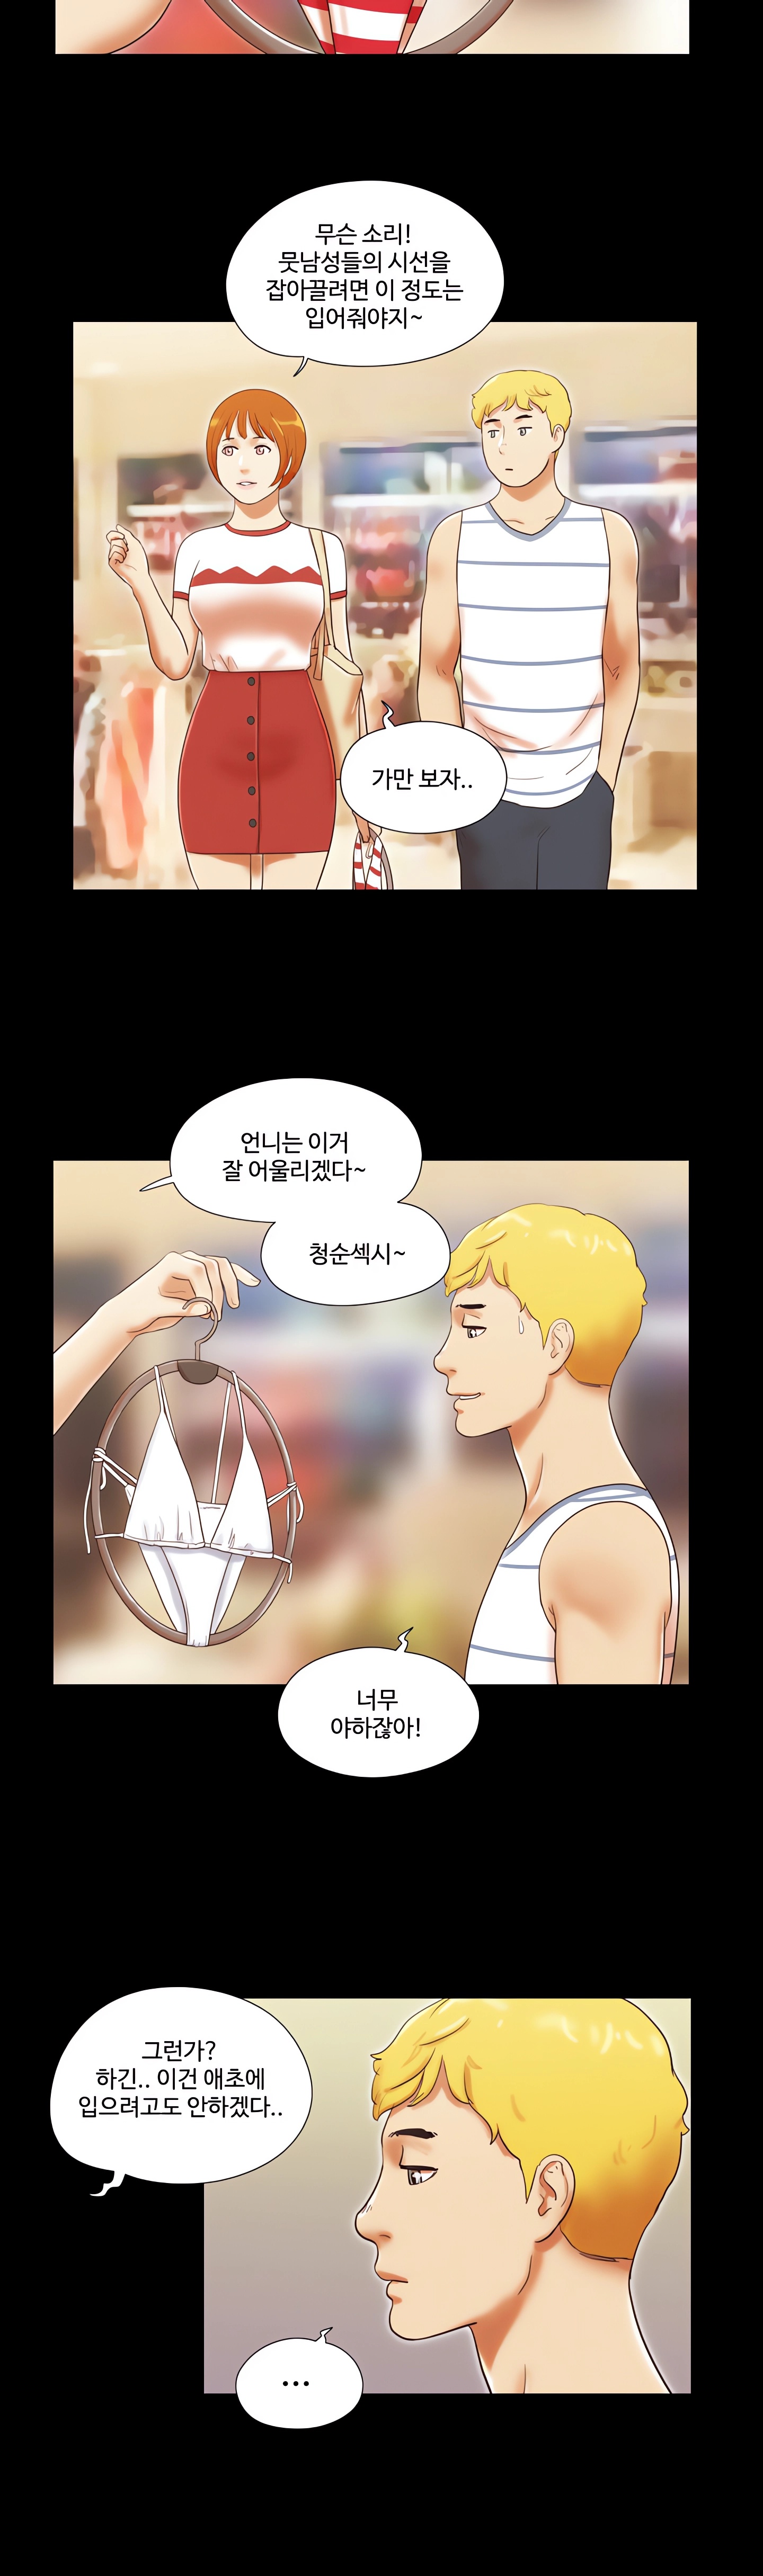 무슨 소리!
뭇남성들의 시선을
잡아끌려면 이 정도는
입어줘야지~
가만 보자..
언니는 이거
잘 어울리겠다~
청순섹시~
너무
야하잖아!
그런가?
하긴.. 이건 애초에
입으려고도 안하겠다..
...